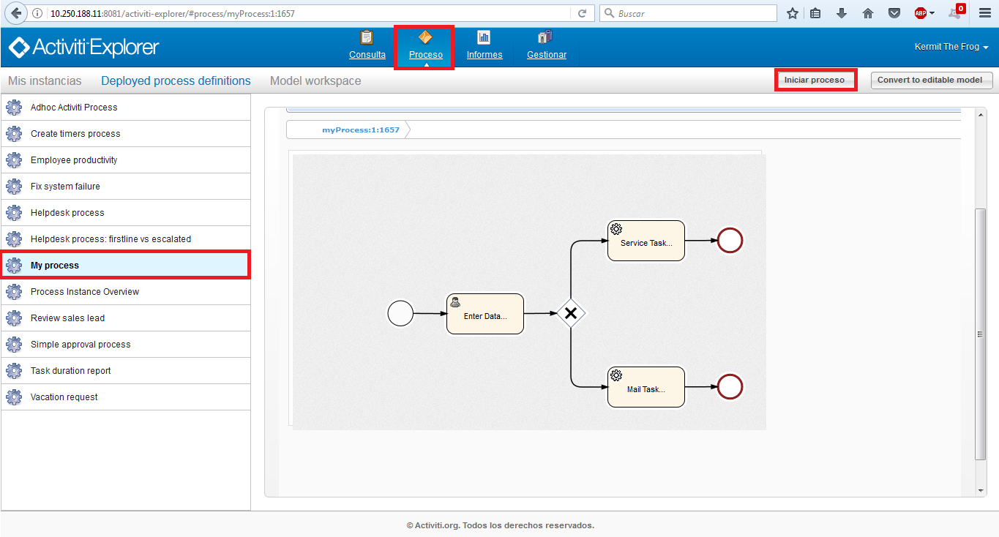 10.250.188.11:8081/activiti-explorer/#process/myProcess:1:1657
Buscar
ABP
0
Activiti™Explorer
Consulta
Proceso
Informes
Gestionar
Kermit The Frog
Mis instancias
Deployed process definitions
Model workspace
Iniciar proceso
Convert to editable model
Adhoc Activiti Process
Create timers process
Employee productivity
Fix system failure
Helpdesk process
Helpdesk process: firstline vs escalated
My process
Process Instance Overview
Review sales lead
Simple approval process
Task duration report
Vacation request
myProcess:1:1657
Service Task...
Enter Data...
Mail Task...
© Activiti.org. Todos los derechos reservados.